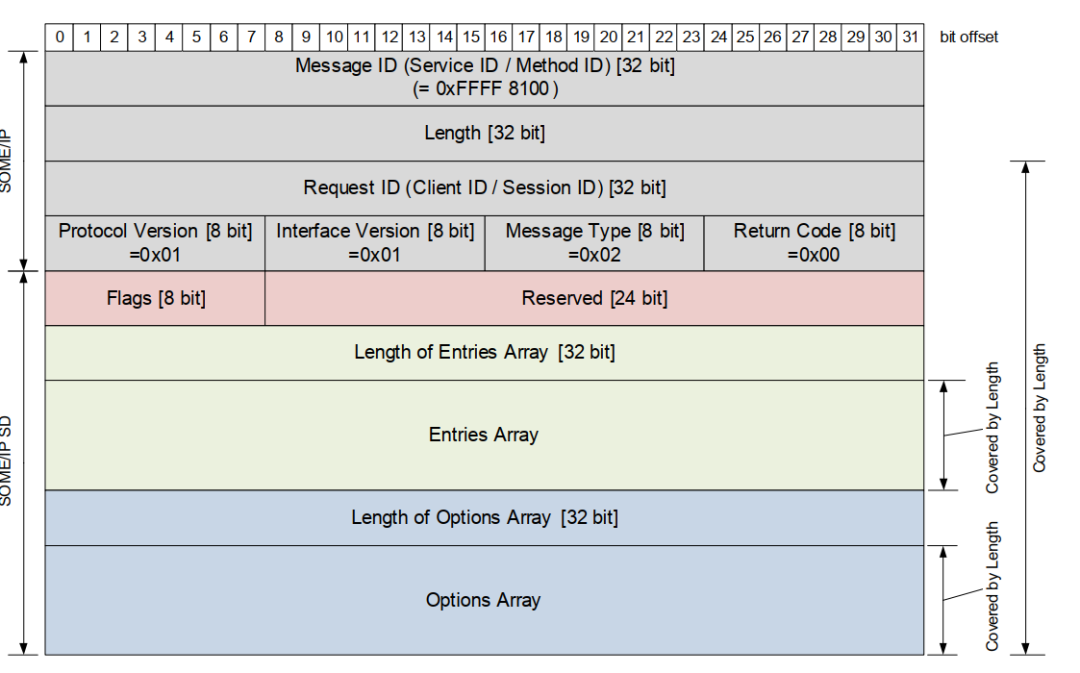 0 1 2 3 4 5 6 7 8 9 10 11 12 13 14 15 16 17 18 19 20 21 22 23 24 25 26 27 28 29 30 31 bit offset
Message ID (Service ID / Method ID) [32 bit]
(= 0xFFFF 8100 )
Length [32 bit]
Request ID (Client ID / Session ID) [32 bit]
Protocol Version [8 bit]
=0x01
Interface Version [8 bit]
=0x01
Message Type [8 bit]
=0x02
Return Code [8 bit]
=0x00
Flags [8 bit]
Reserved [24 bit]
Length of Entries Array [32 bit]
Entries Array
Length of Options Array [32 bit]
Options Array
SOME/IP
SOME/IP SD
Covered by Length
Covered by Length
Covered by Length